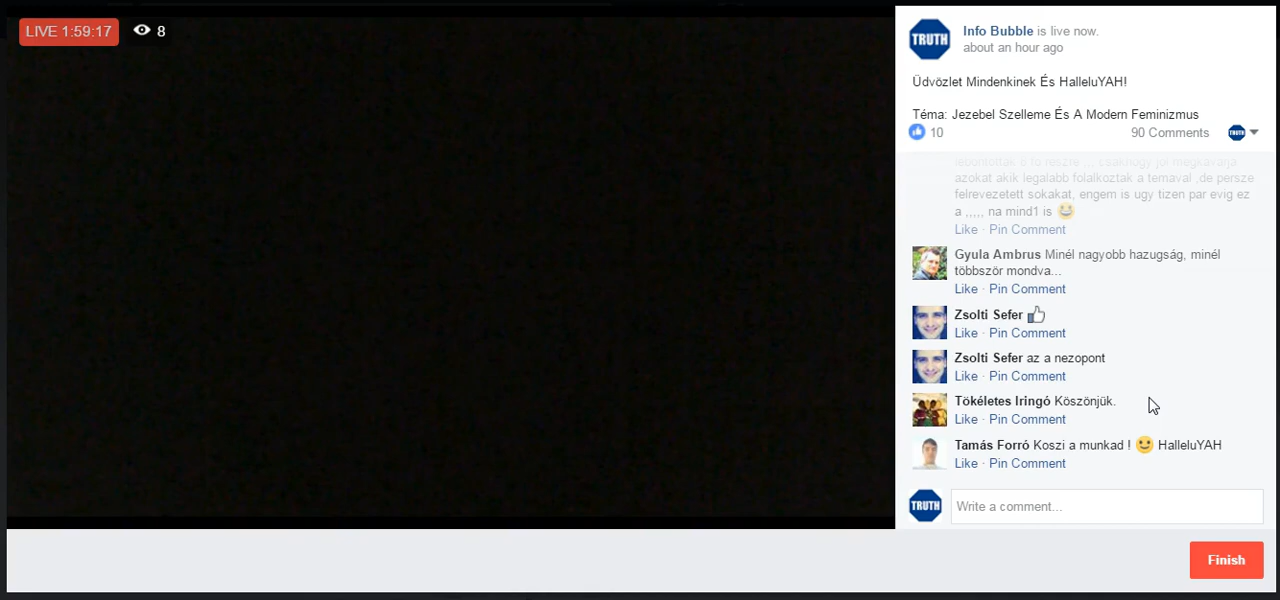 LIVE 1:59:17
8
TRUTH
Info Bubble is live now.
about an hour ago
Üdvözlet Mindenkinek És HalleluYAH!
Téma: Jezebel Szelleme És A Modern Feminizmus
10
90 Comments
TRUTH
azokat akik legalabb folalkoztak a temaval ,de persze
felrevezetett sokakat, engem is ugy tizen par evig ez
a ,,,,, na mind1 is
Like · Pin Comment
Gyula Ambrus Minél nagyobb hazugság, minél
többször mondva...
Like · Pin Comment
Zsolti Sefer
Like · Pin Comment
Zsolti Sefer az a nezopont
Like · Pin Comment
Tökéletes Iringó Köszönjük.
Like · Pin Comment
Tamás Forró Koszi a munkad ! HalleluYAH
Like · Pin Comment
TRUTH
Write a comment...
Finish